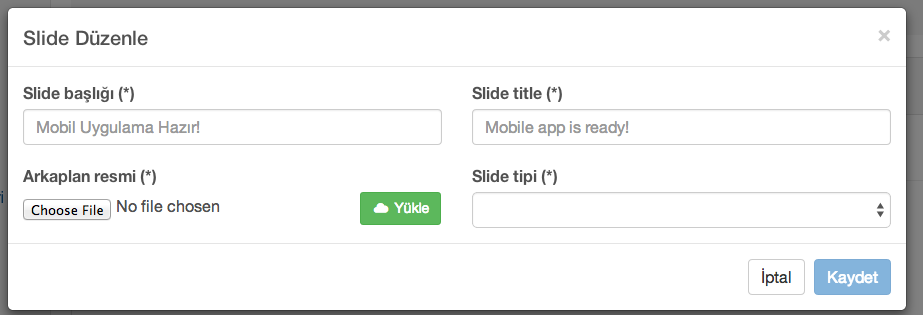 Slide Düzenle ×
Slide başlığı (*) Slide title (*)
Mobil Uygulama Hazır! Mobile app is ready!
Arkaplan resmi (*) Slide tipi (*)
Choose File No file chosen Yükle
İptal Kaydet